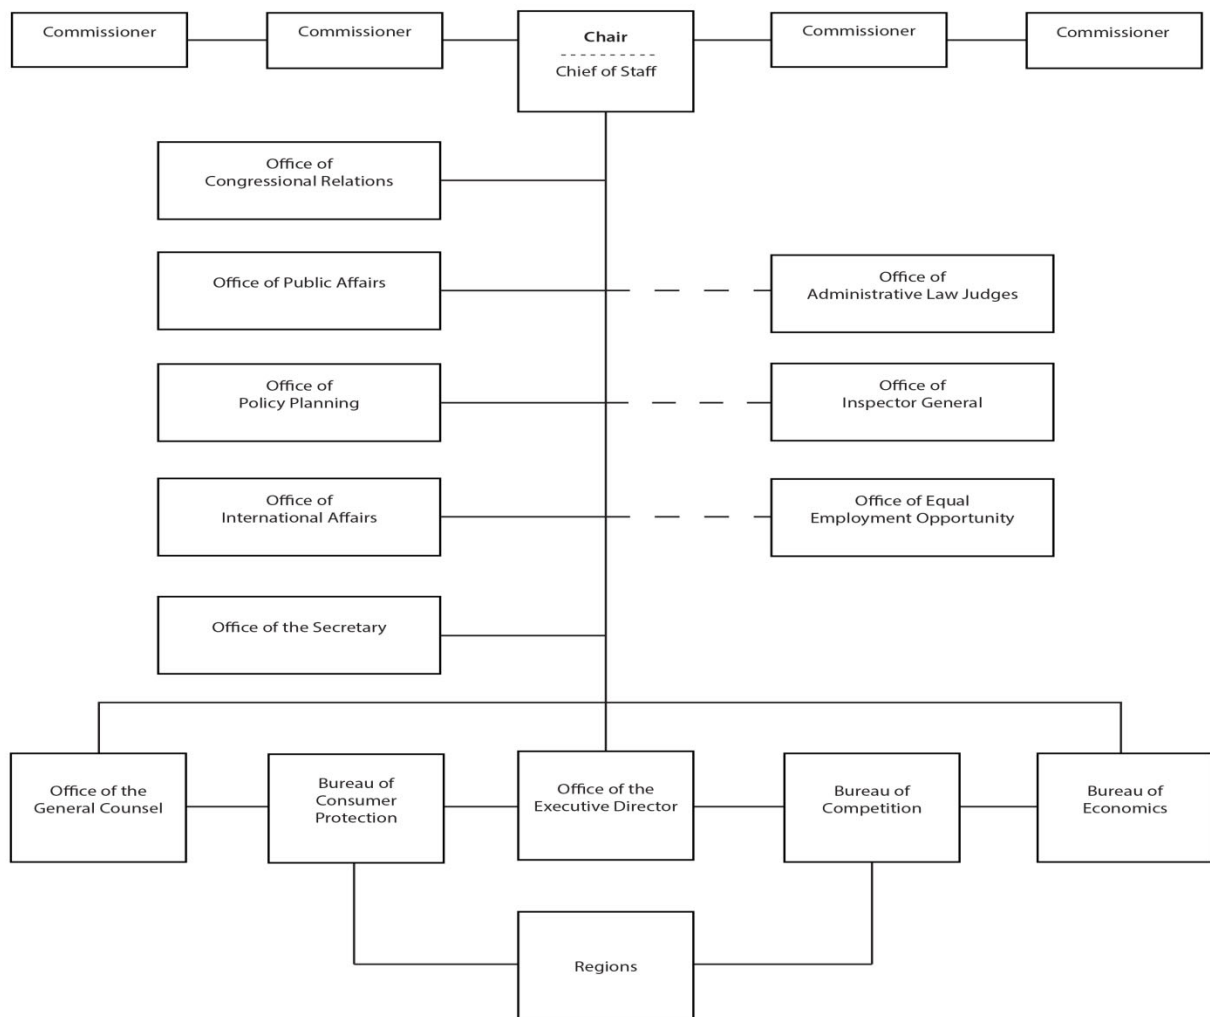 Commissioner
Commissioner
Chair
Chief of Staff
Commissioner
Commissioner
Office of
Congressional Relations
Office of Public Affairs
Office of
Administrative Law Judges
Office of
Policy Planning
Office of
Inspector General
Office of
International Affairs
Office of Equal
Employment Opportunity
Office of the Secretary
Office of the
General Counsel
Bureau of
Consumer
Protection
Office of the
Executive Director
Bureau of
Competition
Bureau of
Economics
Regions